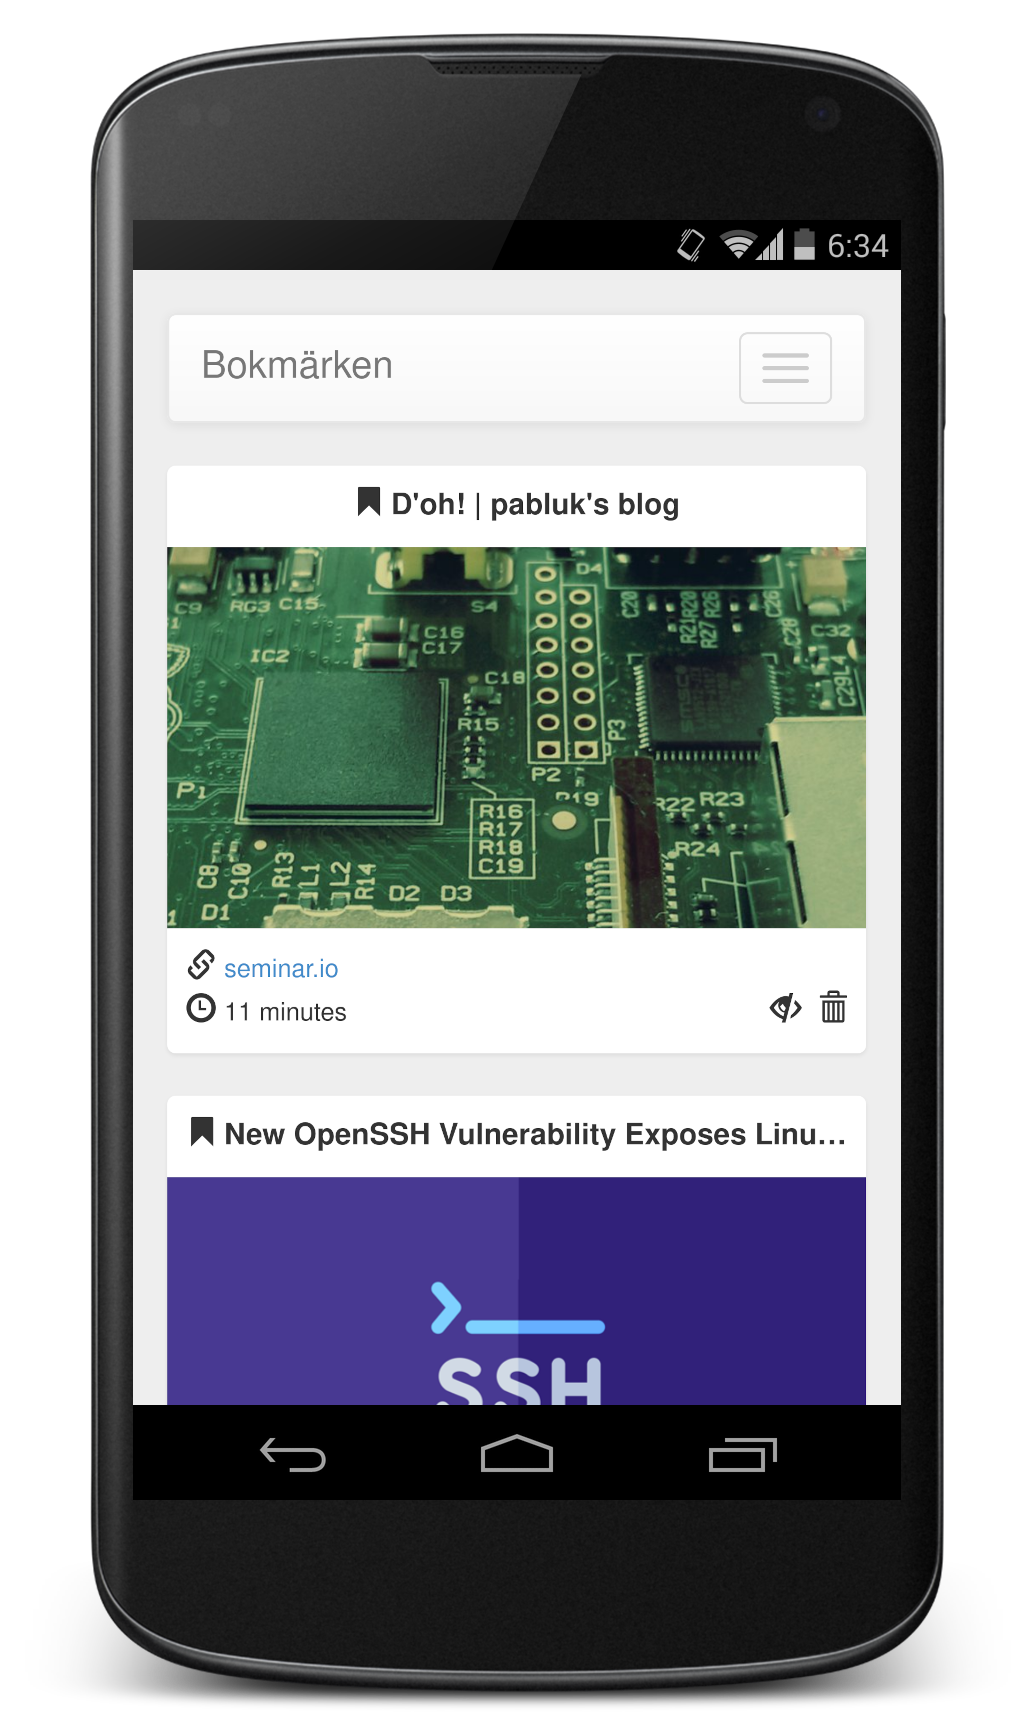 6:34
Bokmärken
D'oh! | pabluk's blog
C9
RG3
C15
S4
D4
C20
R21
R20
R27
R26
C26
C16
C17
IC2
C28
C32
C18
C29
L4
R15
P3
P2
P1
R16
R17
R18
C19
R22
R23
R24
C8
C10
R13
L1
L2
R14
D2
D3
D1
seminar.io
11 minutes
New OpenSSH Vulnerability Exposes Linu...
SSH